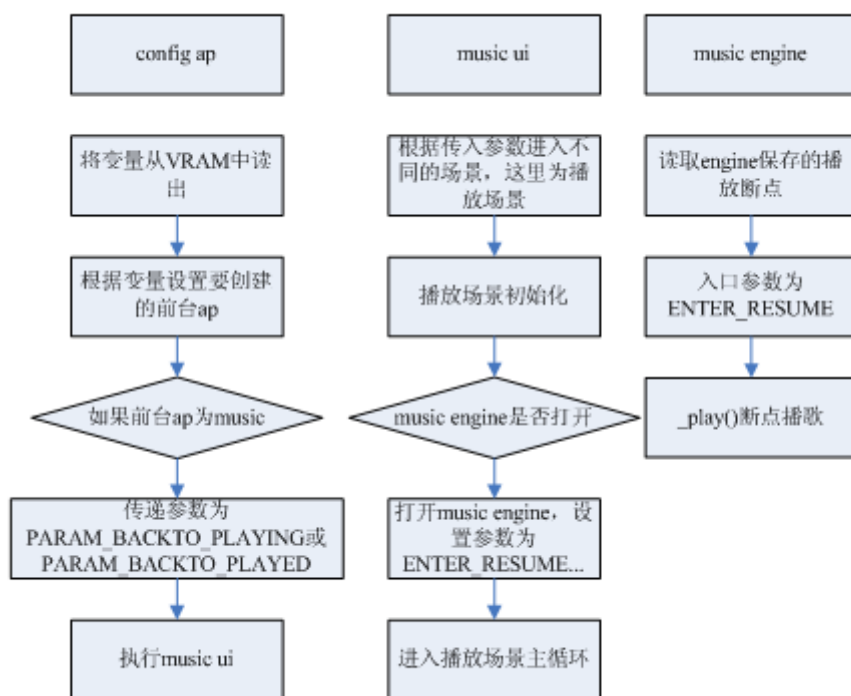 config ap
将变量从VRAM中读
出
根据变量设置要创建
的前台ap
如果前台ap为music
传递参数为
PARAM_BACKTO_PLAYING或
PARAM_BACKTO_PLAYED
执行music ui
music ui
根据传入参数进入不
同的场景，这里为播
放场景
播放场景初始化
music engine是否打开
打开music engine，设
置参数为
ENTER_RESUME...
进入播放场景主循环
music engine
读取engine保存的播
放断点
入口参数为
ENTER_RESUME
_play()断点播歌